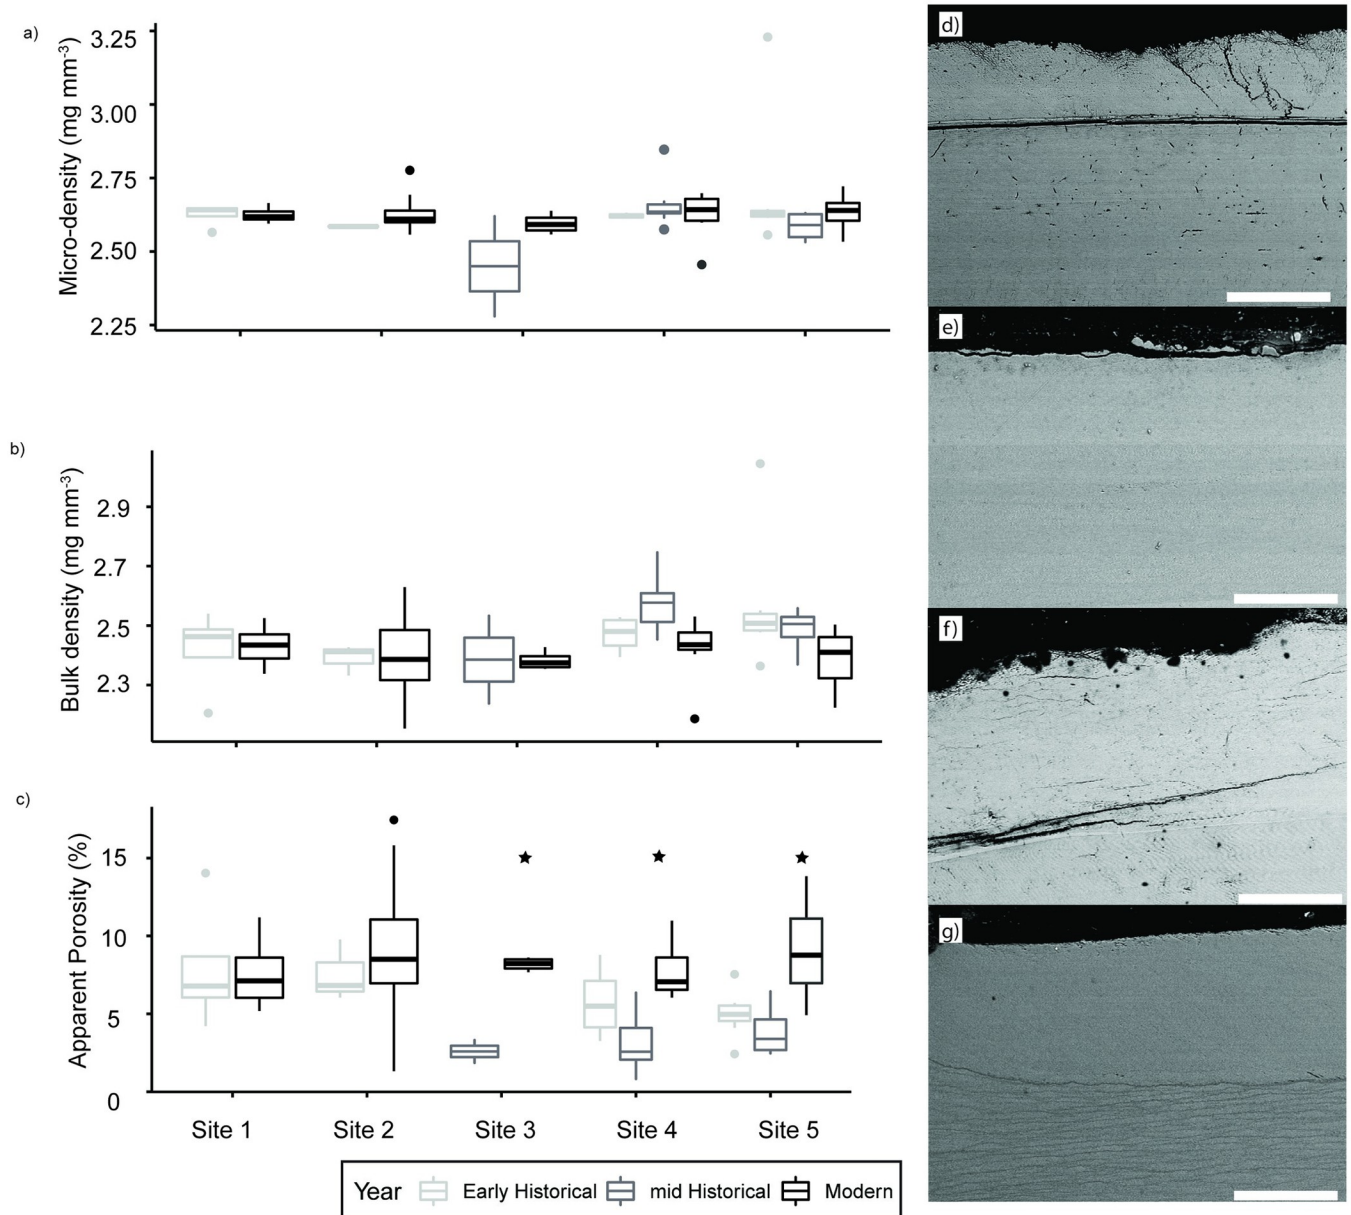 a)
Micro-density (mg mm-3)
3.25
3.00
2.75
2.50
2.25
b)
Bulk density (mg mm-3)
2.9
2.7
2.5
2.3
c)
Apparent Porosity (%)
15
10
5
0
Site 1 Site 2 Site 3 Site 4 Site 5
Year Early Historical mid Historical Modern
d)
e)
f)
g)